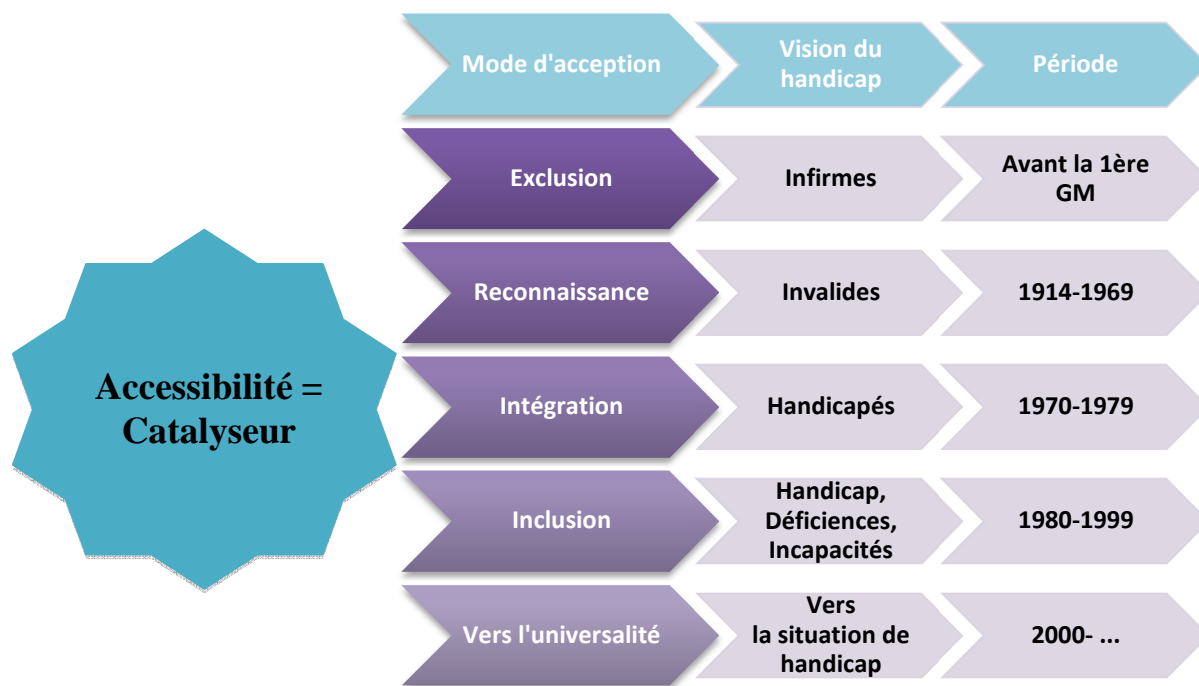 Mode d'acception
Vision du
handicap
Période
Exclusion
Infirmes
Avant la 1ère
GM
Reconnaissance
Invalides
1914-1969
Accessibilité =
Catalyseur
Intégration
Handicapés
1970-1979
Inclusion
Handicap,
Déficiences,
Incapacités
1980-1999
Vers l'universalité
Vers
la situation de
handicap
2000- ...